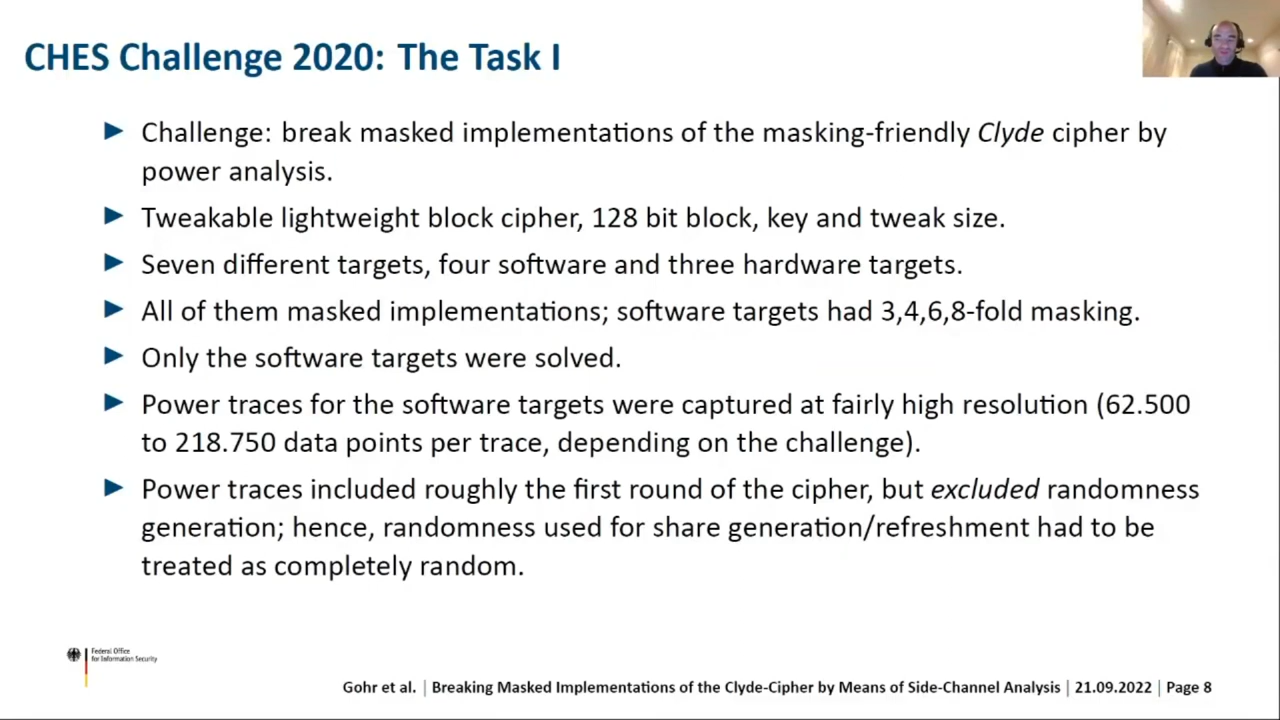 CHES Challenge 2020: The Task I
Challenge: break masked implementations of the masking-friendly Clyde cipher by
power analysis.
Tweakable lightweight block cipher, 128 bit block, key and tweak size.
Seven different targets, four software and three hardware targets.
All of them masked implementations; software targets had 3,4,6,8-fold masking.
Only the software targets were solved.
Power traces for the software targets were captured at fairly high resolution (62.500
to 218.750 data points per trace, depending on the challenge).
Power traces included roughly the first round of the cipher, but excluded randomness
generation; hence, randomness used for share generation/refreshment had to be
treated as completely random.
Federal Office
for Information Security
Gohr et al. | Breaking Masked Implementations of the Clyde-Cipher by Means of Side-Channel Analysis | 21.09.2022 | Page 8